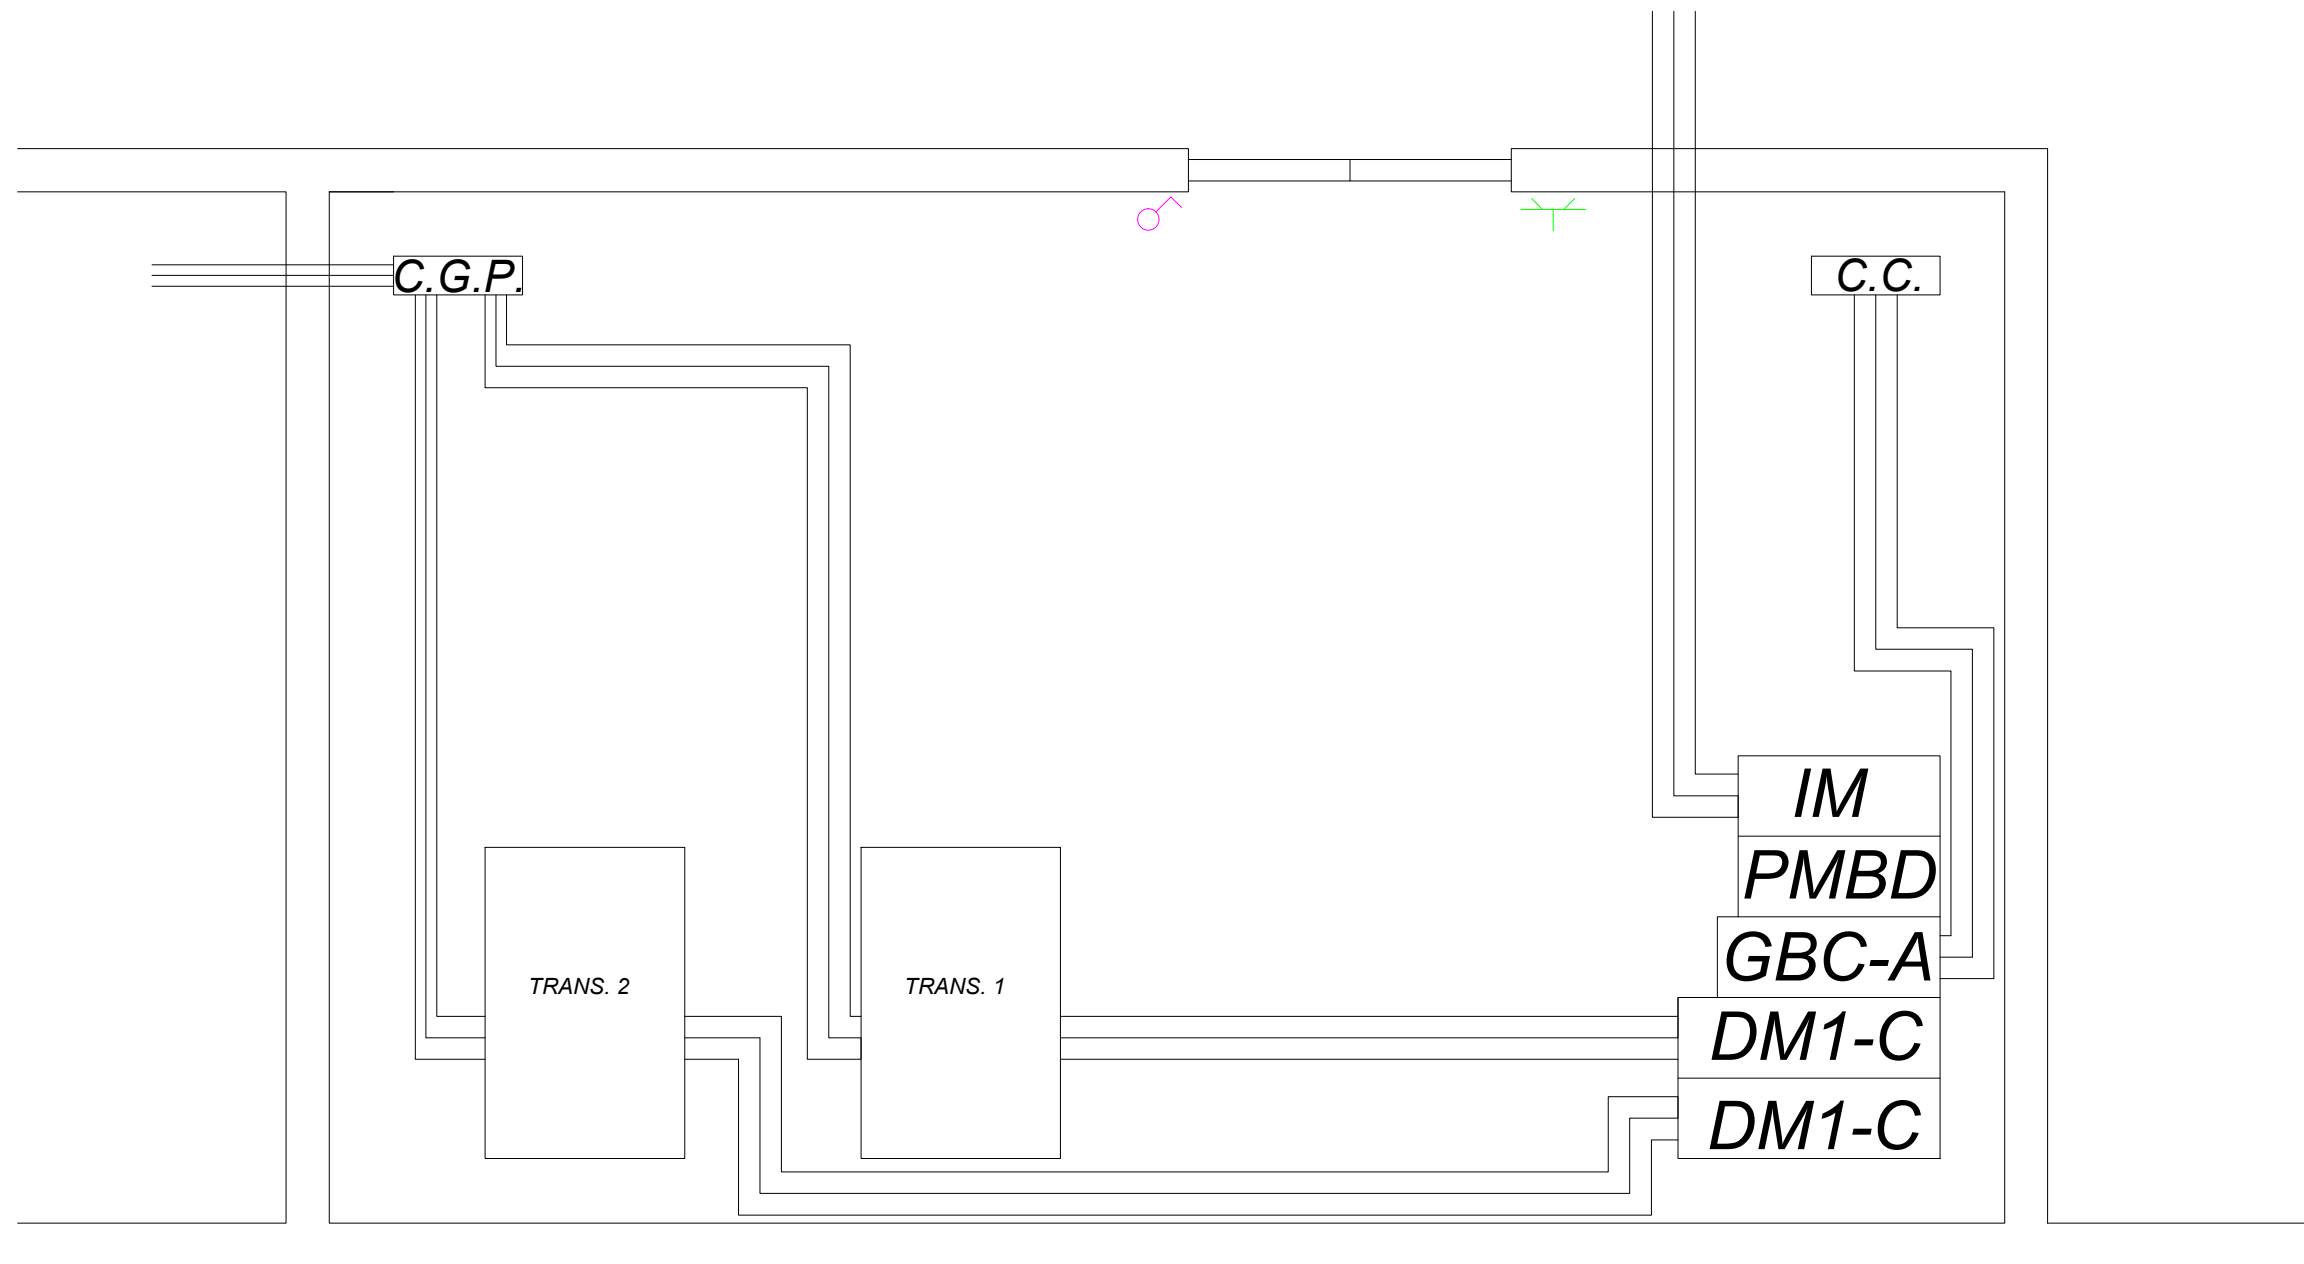 C.G.P.
C.C.
IM
PMBD
GBC-A
TRANS. 2
TRANS. 1
DM1-C
DM1-C